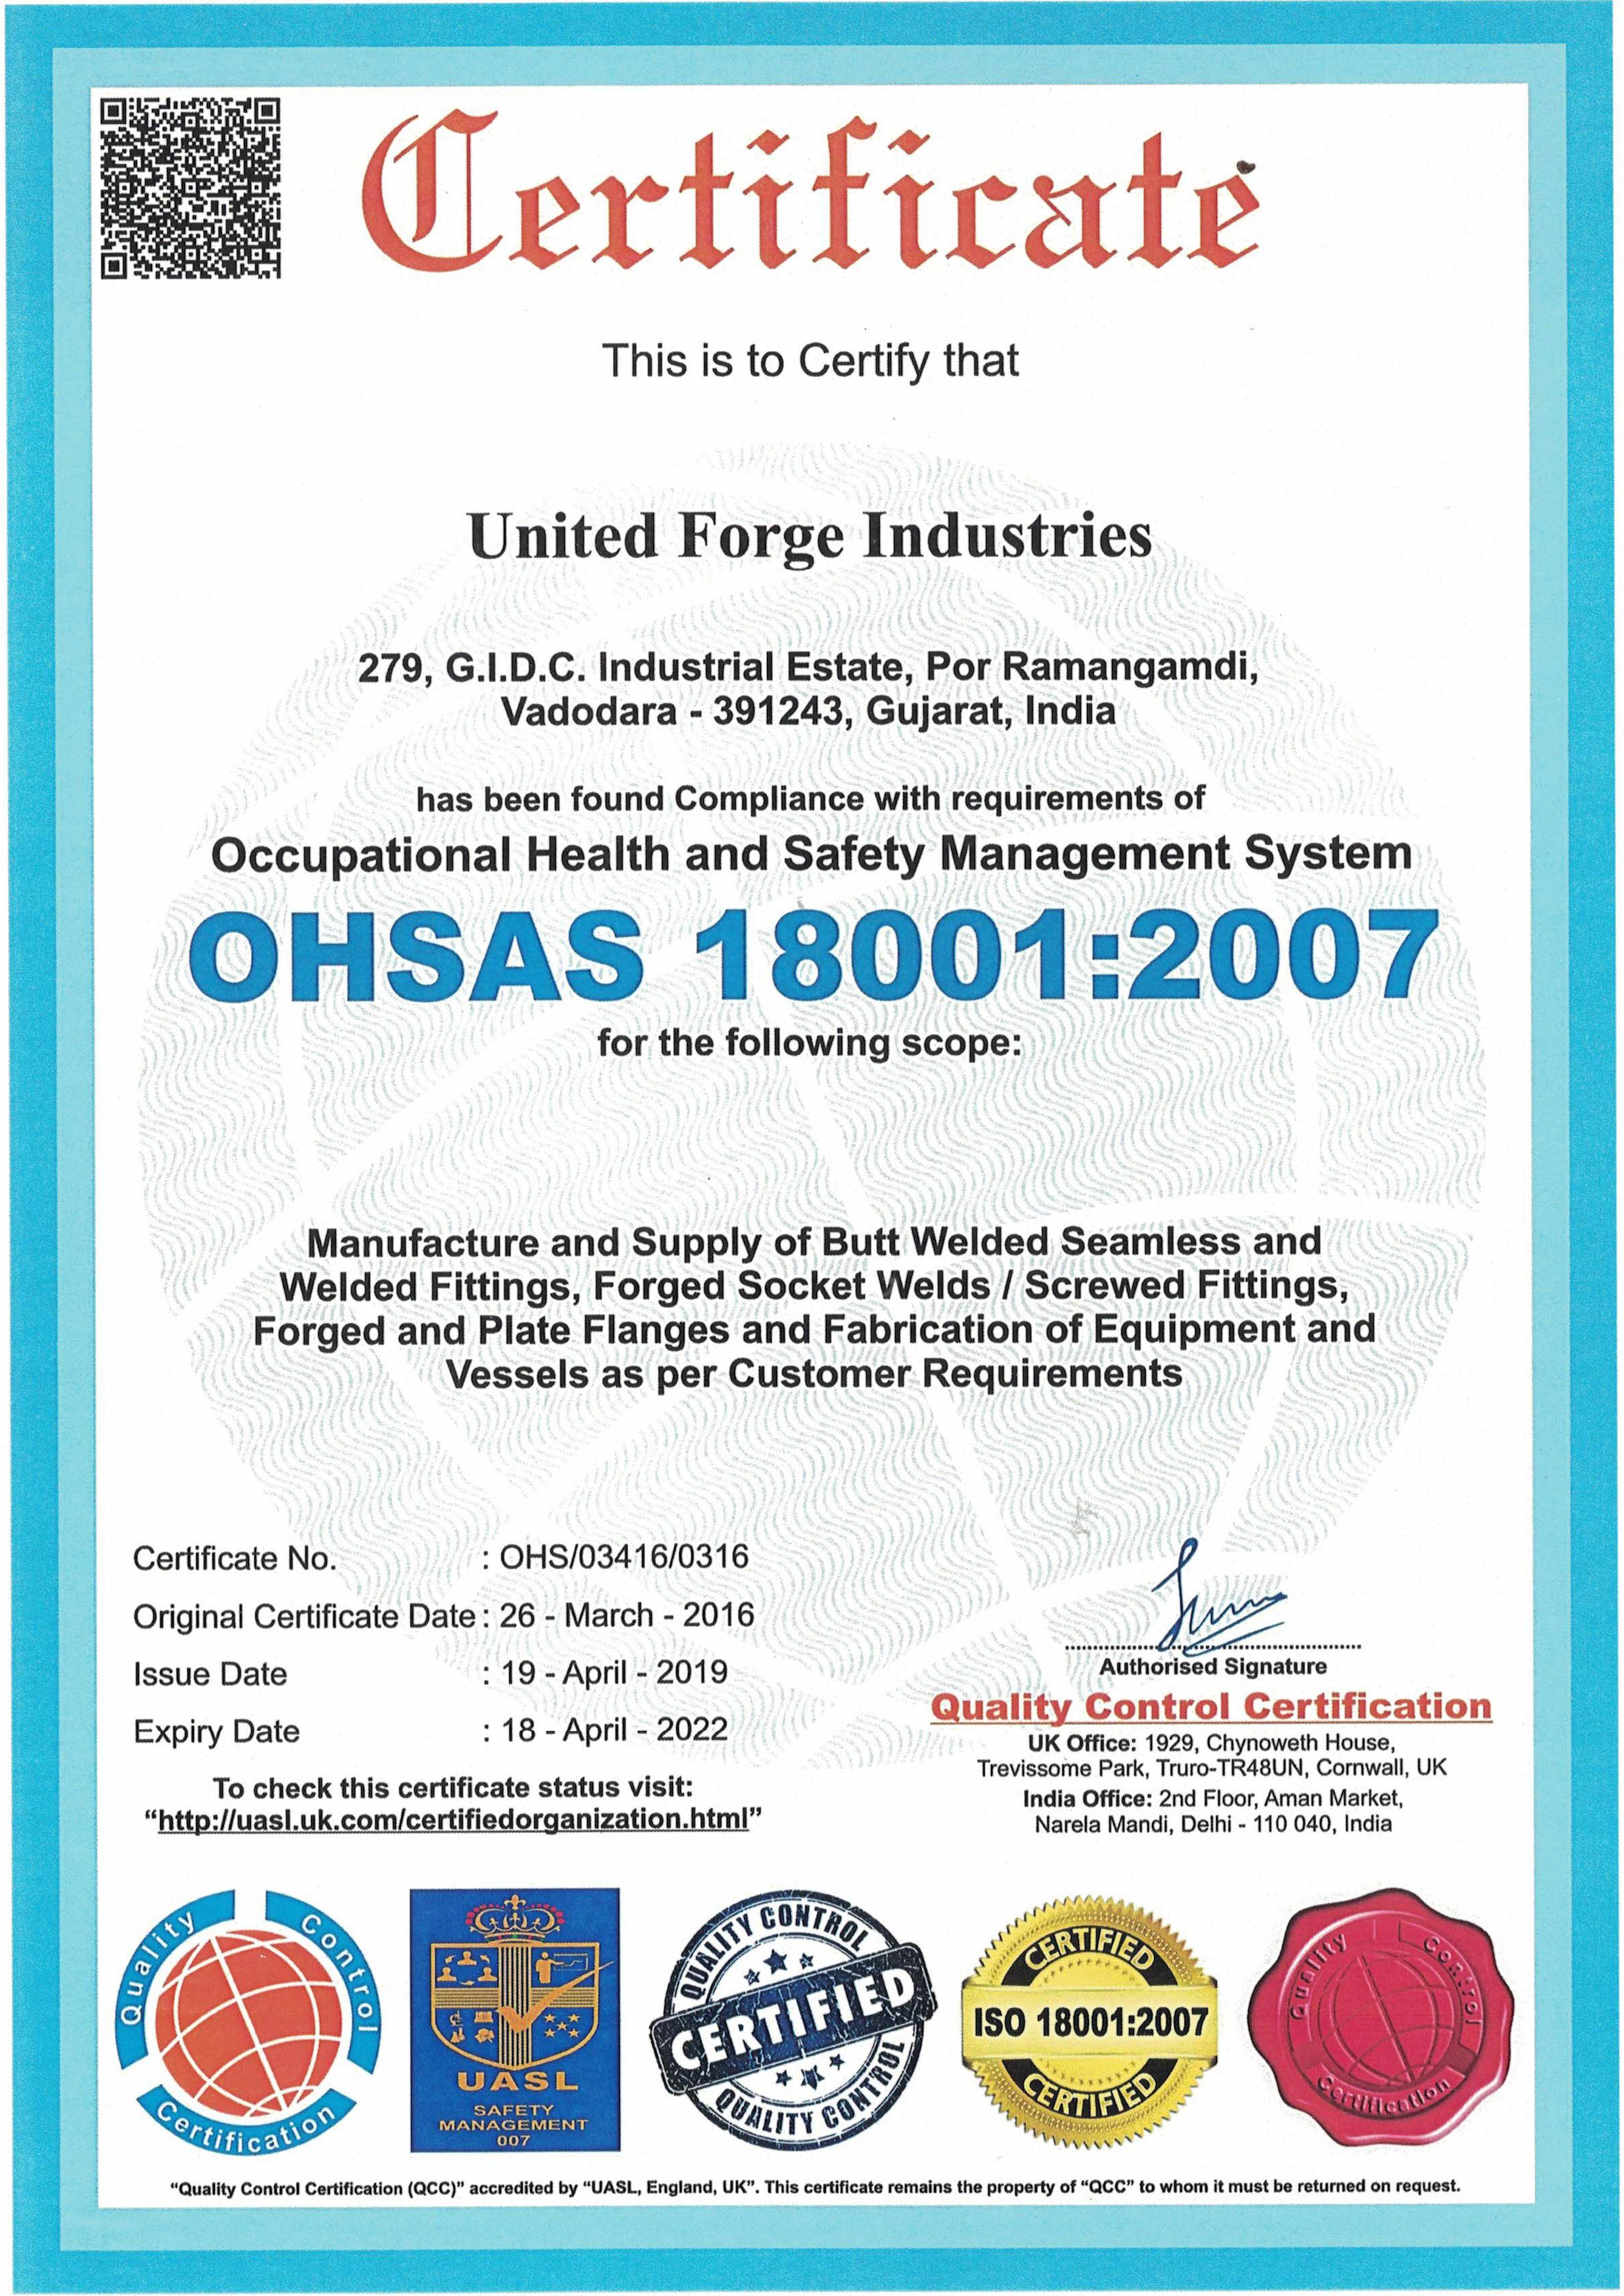 Certificate
This is to Certify that
United Forge Industries
279, G.I.D.C. Industrial Estate, Por Ramangamdi,
Vadodara - 391243, Gujarat, India
has been found Compliance with requirements of
Occupational Health and Safety Management System
OHSAS 18001:2007
for the following scope:
Manufacture and Supply of Butt Welded Seamless and
Welded Fittings, Forged Socket Welds / Screwed Fittings,
Forged and Plate Flanges and Fabrication of Equipment and
Vessels as per Customer Requirements
Certificate No. : OHS/03416/0316
Original Certificate Date : 26 - March - 2016
Issue Date : 19 - April - 2019
Expiry Date : 18 - April - 2022
To check this certificate status visit:
“http://uasl.uk.com/certifiedorganization.html”
Authorised Signature
Quality Control Certification
UK Office: 1929, Chynoweth House,
Trevissome Park, Truro-TR48UN, Cornwall, UK
India Office: 2nd Floor, Aman Market,
Narela Mandi, Delhi - 110 040, India
Quality Control Certification
UASL
SAFETY
MANAGEMENT
007
QUALITY CONTROL
CERTIFIED
QUALITY CONTROL
CERTIFIED
ISO 18001:2007
CERTIFIED
Quality Control Certification
“Quality Control Certification (QCC)” accredited by “UASL, England, UK”. This certificate remains the property of “QCC” to whom it must be returned on request.